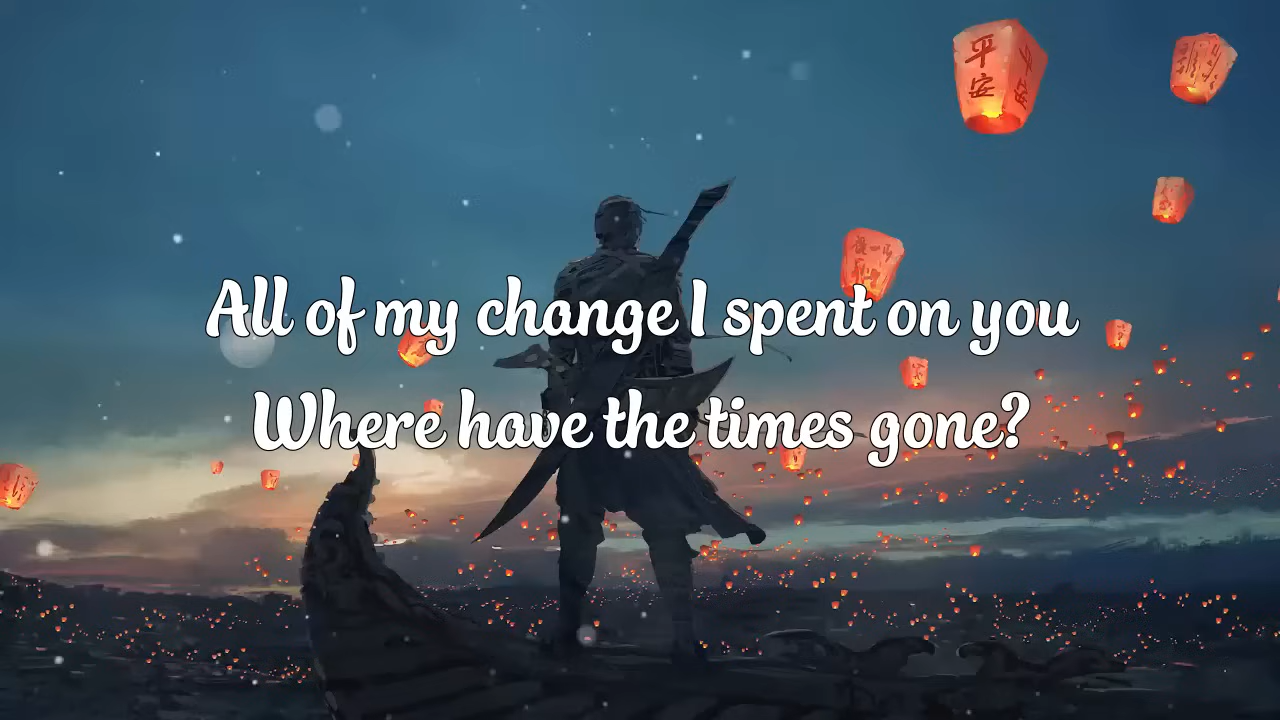 平安
All of my change I spent on you
Where have the times gone?